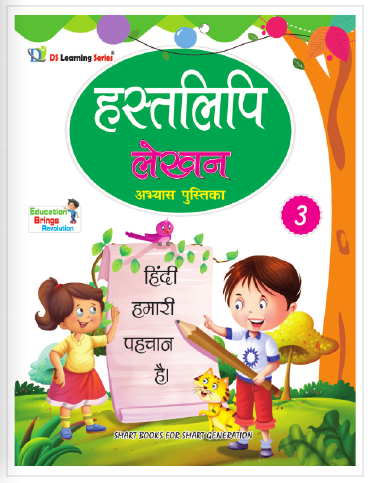 DS Learning Series®
हस्तलिपि
लेखन
अभ्यास पुस्तिका
3
Education
Brings
Revolution
हिंदी
हमारी
पहचान
है।
SMART BOOKS FOR SMART GENERATION